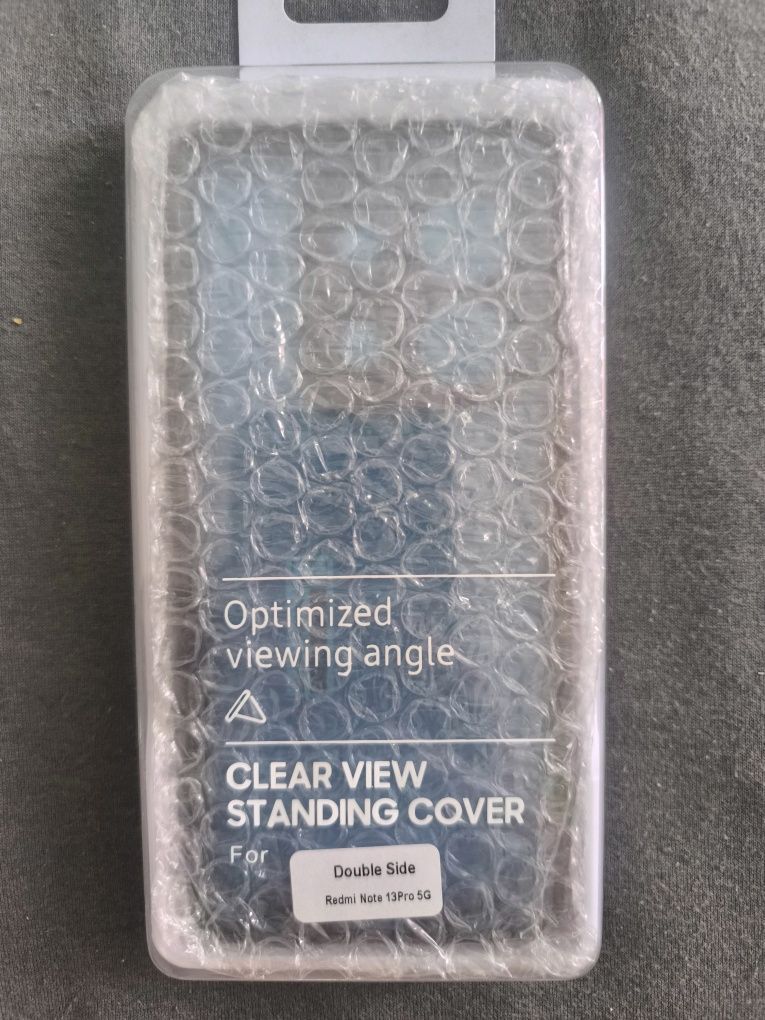 Optimized
viewing angle
CLEAR VIEW
STANDING COVER
For
Double Side
Redmi Note 13Pro 5G